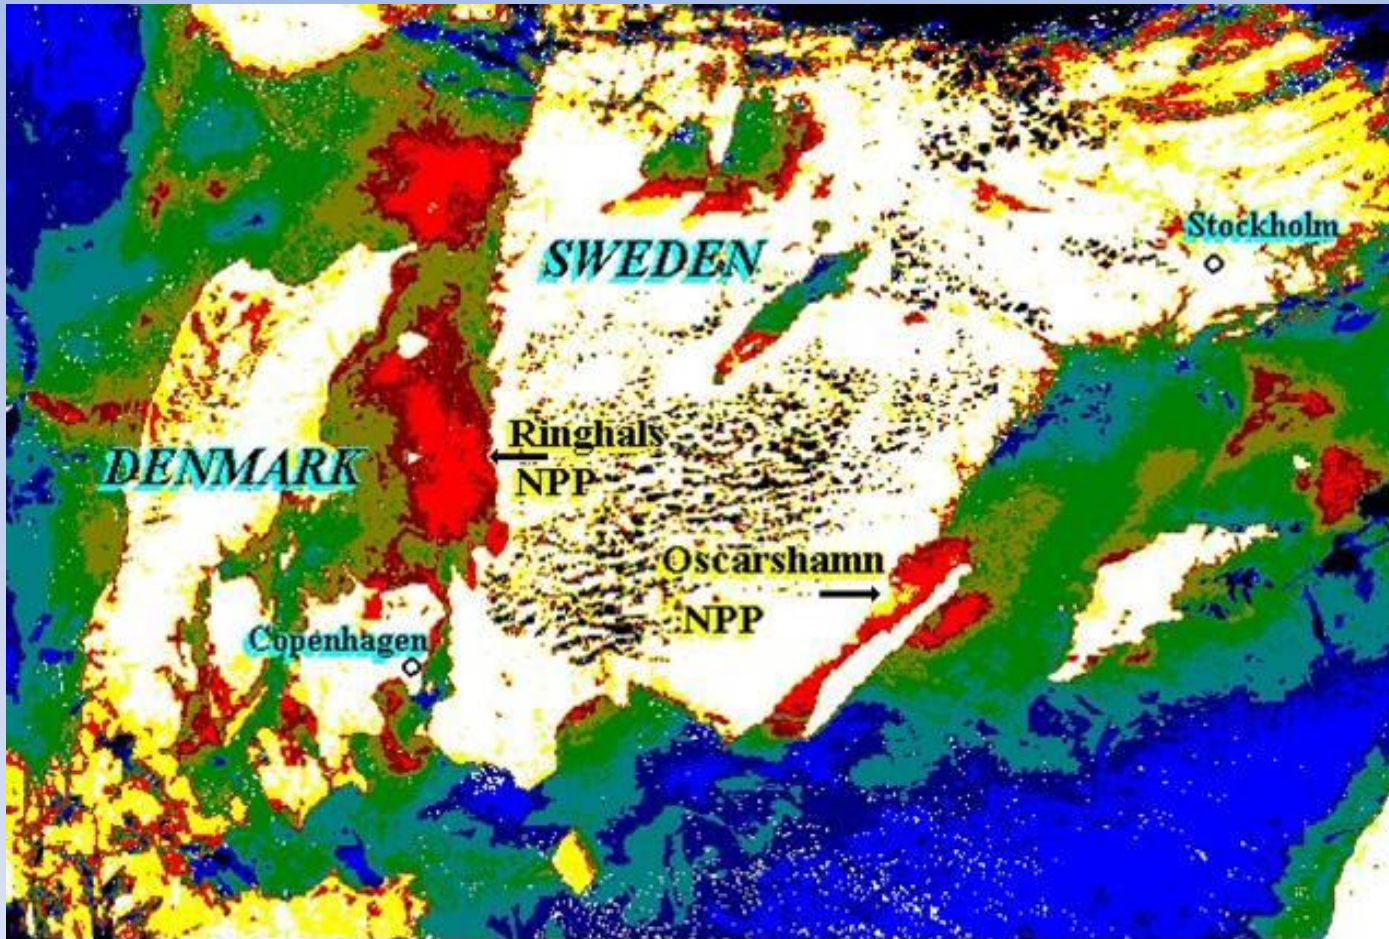 Stockholm
SWEDEN
Ringhals
NPP
DENMARK
Oscarshamn
NPP
Copenhagen